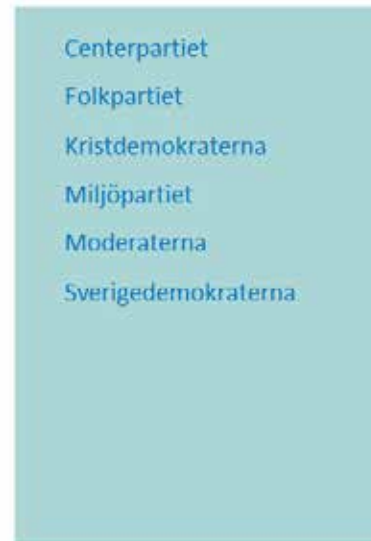 Centerpartiet
Folkpartiet
Kristdemokraterna
Miljöpartiet
Moderaterna
Sverigedemokraterna